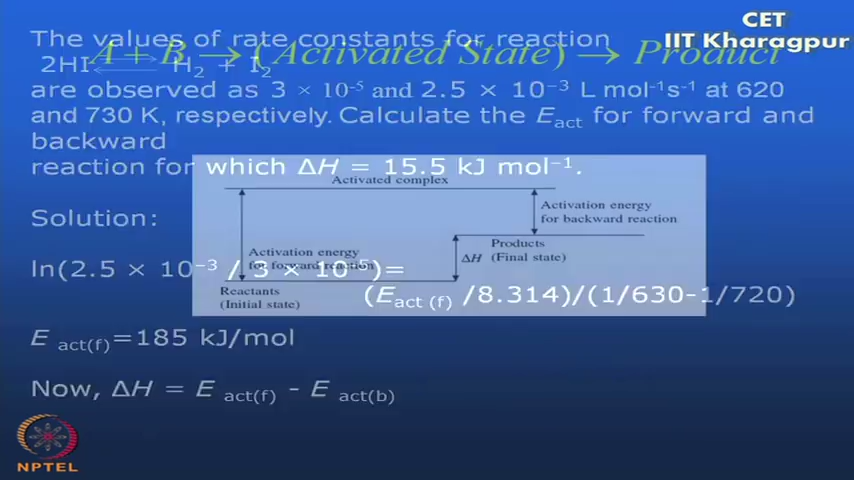 CET
IIT Kharagpur
The values of rate constants for reaction
A + B → (Activated State) → Product
2HI H₂ + I₂
are observed as 3 × 10⁻⁵ and 2.5 × 10⁻³ L mol⁻¹s⁻¹ at 620
and 730 K, respectively. Calculate the E act for forward and
backward
reaction for which ΔH = 15.5 kJ mol⁻¹.
Activated complex
Solution:
Activation energy
for backward reaction
Products
(Final state)
ΔH
Activation energy
for forward reaction
ln(2.5 × 10⁻³ / 3 × 10⁻⁵)=
Reactants
(Initial state)
(E act (f) /8.314)/(1/630-1/720)
E act(f)=185 kJ/mol
Now, ΔH = E act(f) - E act(b)
NPTEL